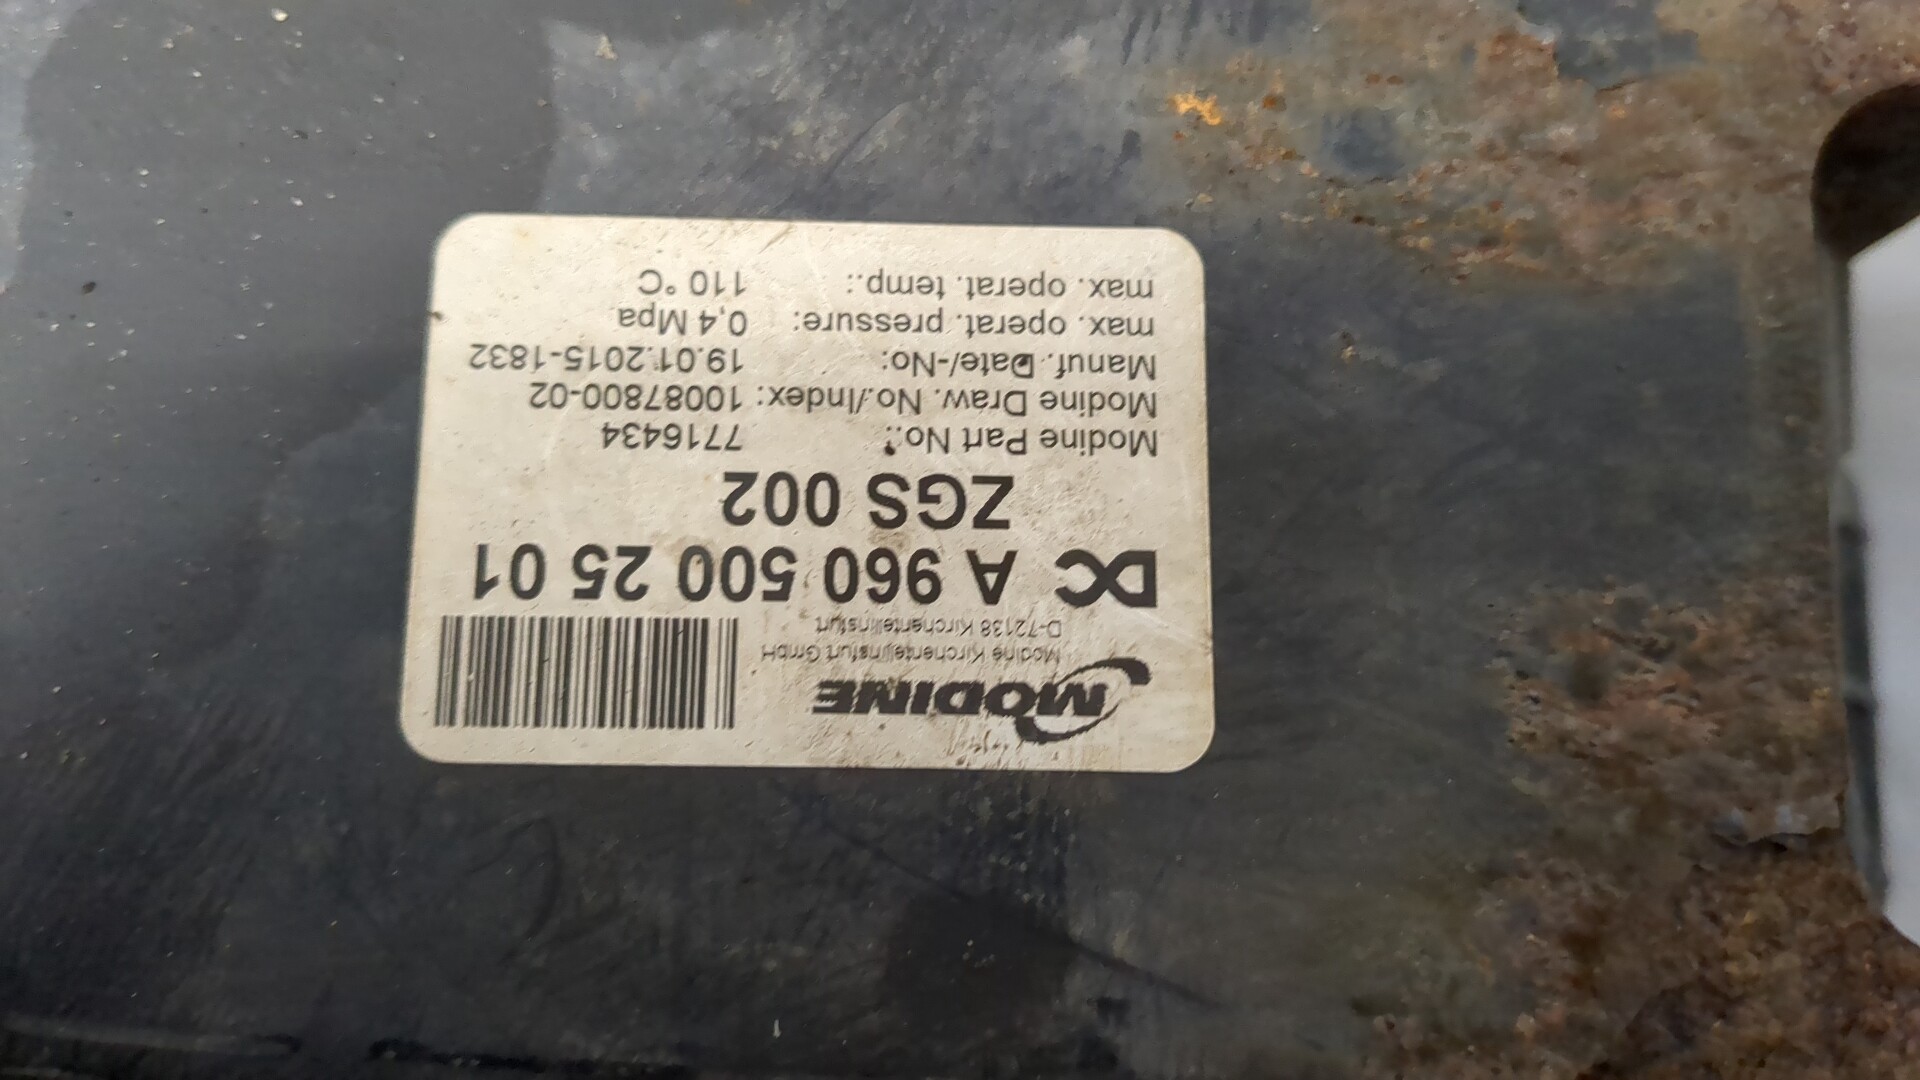 MODINE
Modine Kirchentellinsfurt GmbH
D-72138 Kirchentellinsfurt
DC A 960 500 25 01
ZGS 002
Modine Part No.: 7716434
Modine Draw. No./Index: 10087800-02
Manuf. Date/-No: 19.01.2015-1832
max. operat. pressure: 0,4 Mpa
max. operat. temp.: 110 °C